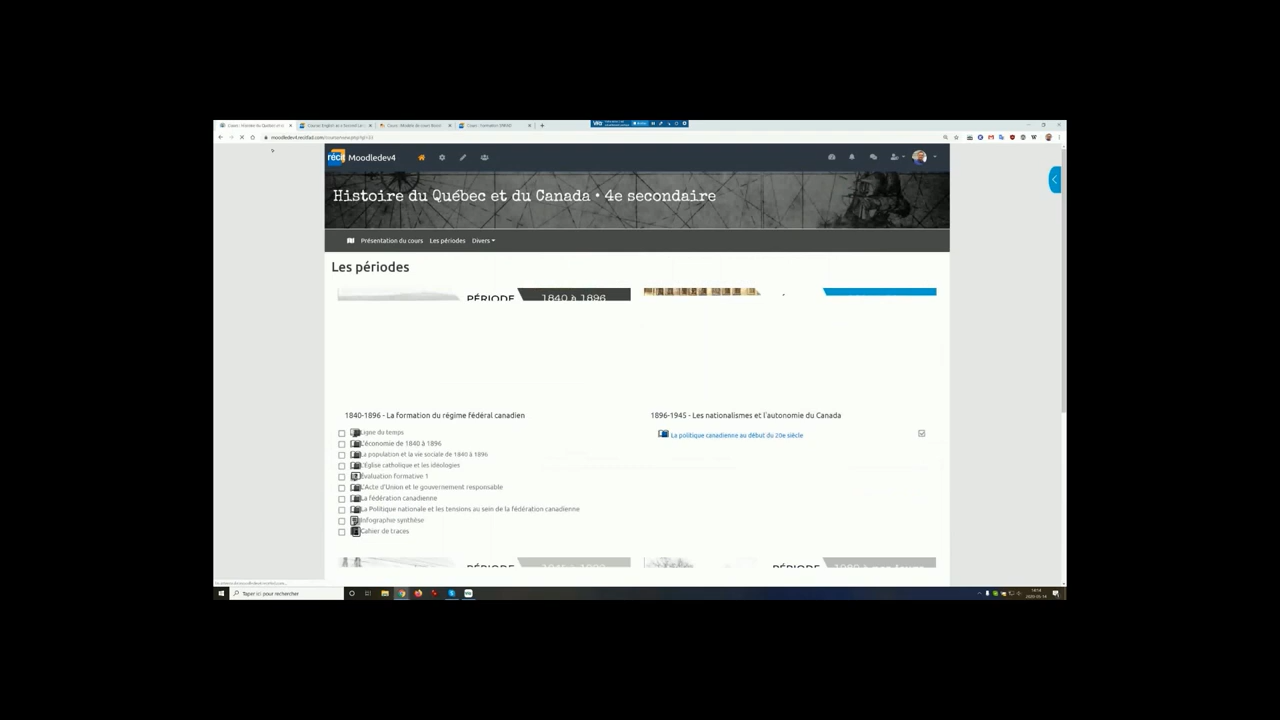 récit Moodledev4
Histoire du Québec et du Canada • 4e secondaire
Présentation du cours Les périodes Divers
Les périodes
PÉRIODE 1840 à 1896
1840-1896 - La formation du régime fédéral canadien
1896-1945 - Les nationalismes et l'autonomie du Canada
Ligne du temps
La politique canadienne au début du 20e siècle
L'économie de 1840 à 1896
La population et la vie sociale de 1840 à 1896
L'Église catholique et les idéologies
Évaluation formative 1
L'Acte d'Union et le gouvernement responsable
La fédération canadienne
La Politique nationale et les tensions au sein de la fédération canadienne
Infographie synthèse
Cahier de traces
PÉRIODE
PÉRIODE
Taper ici pour rechercher